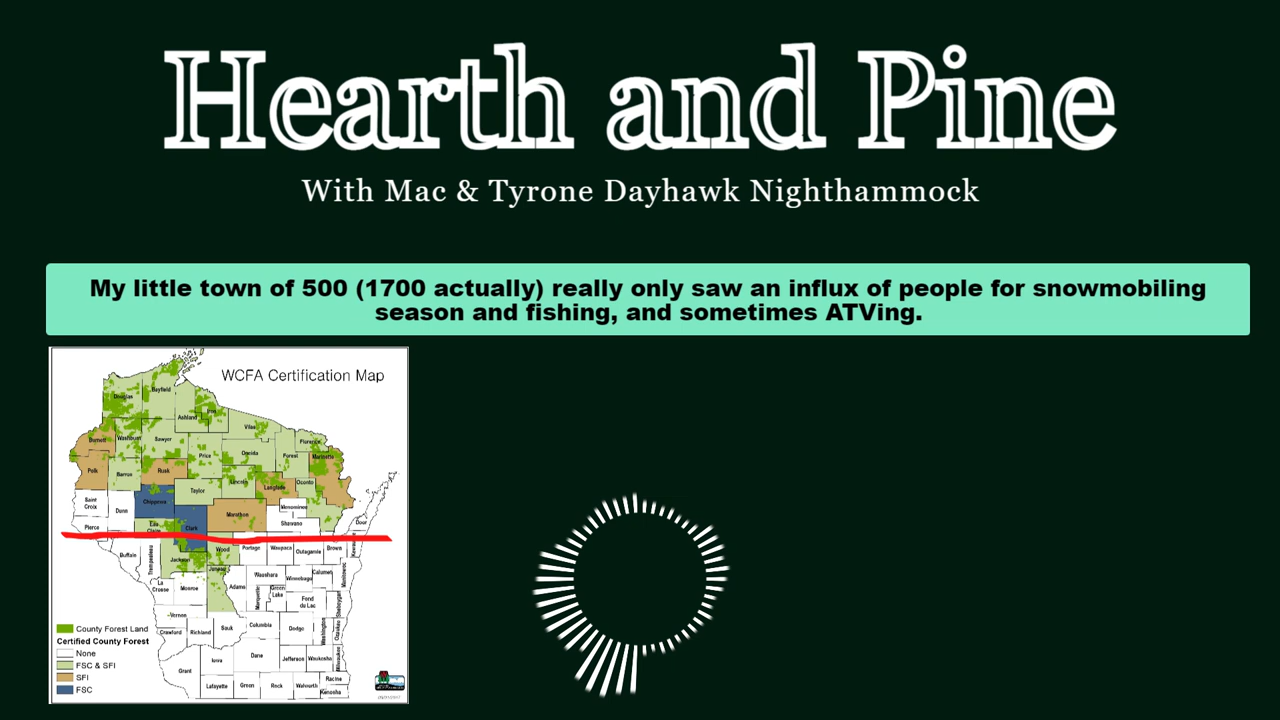 Hearth and Pine
With Mac & Tyrone Dayhawk Nighthammock
My little town of 500 (1700 actually) really only saw an influx of people for snowmobiling
season and fishing, and sometimes ATVing.
WCFA Certification Map
Douglas
Bayfield
Ashland
Iron
Vilas
Burnett
Washburn
Sawyer
Florence
Price
Oneida
Forest
Marinette
Polk
Barron
Rusk
Lincoln
Langlade
Oconto
Taylor
Saint
Croix
Dunn
Chippewa
Marathon
Menominee
Shawano
Door
Pierce
Eau
Claire
Clark
Buffalo
Trempealeau
Jackson
Wood
Portage
Waupaca
Outagamie
Brown
Juneau
La
Crosse
Monroe
Adams
Waushara
Winnebago
Calumet
Manitowoc
Marquette
Green
Lake
Fond
du Lac
Sheboygan
Vernon
Crawford
Richland
Sauk
Columbia
Dodge
Washington
Ozaukee
Grant
Iowa
Dane
Jefferson
Waukesha
Milwaukee
Lafayette
Green
Rock
Walworth
Racine
Kenosha
County Forest Land
Certified County Forest
None
FSC & SFI
SFI
FSC